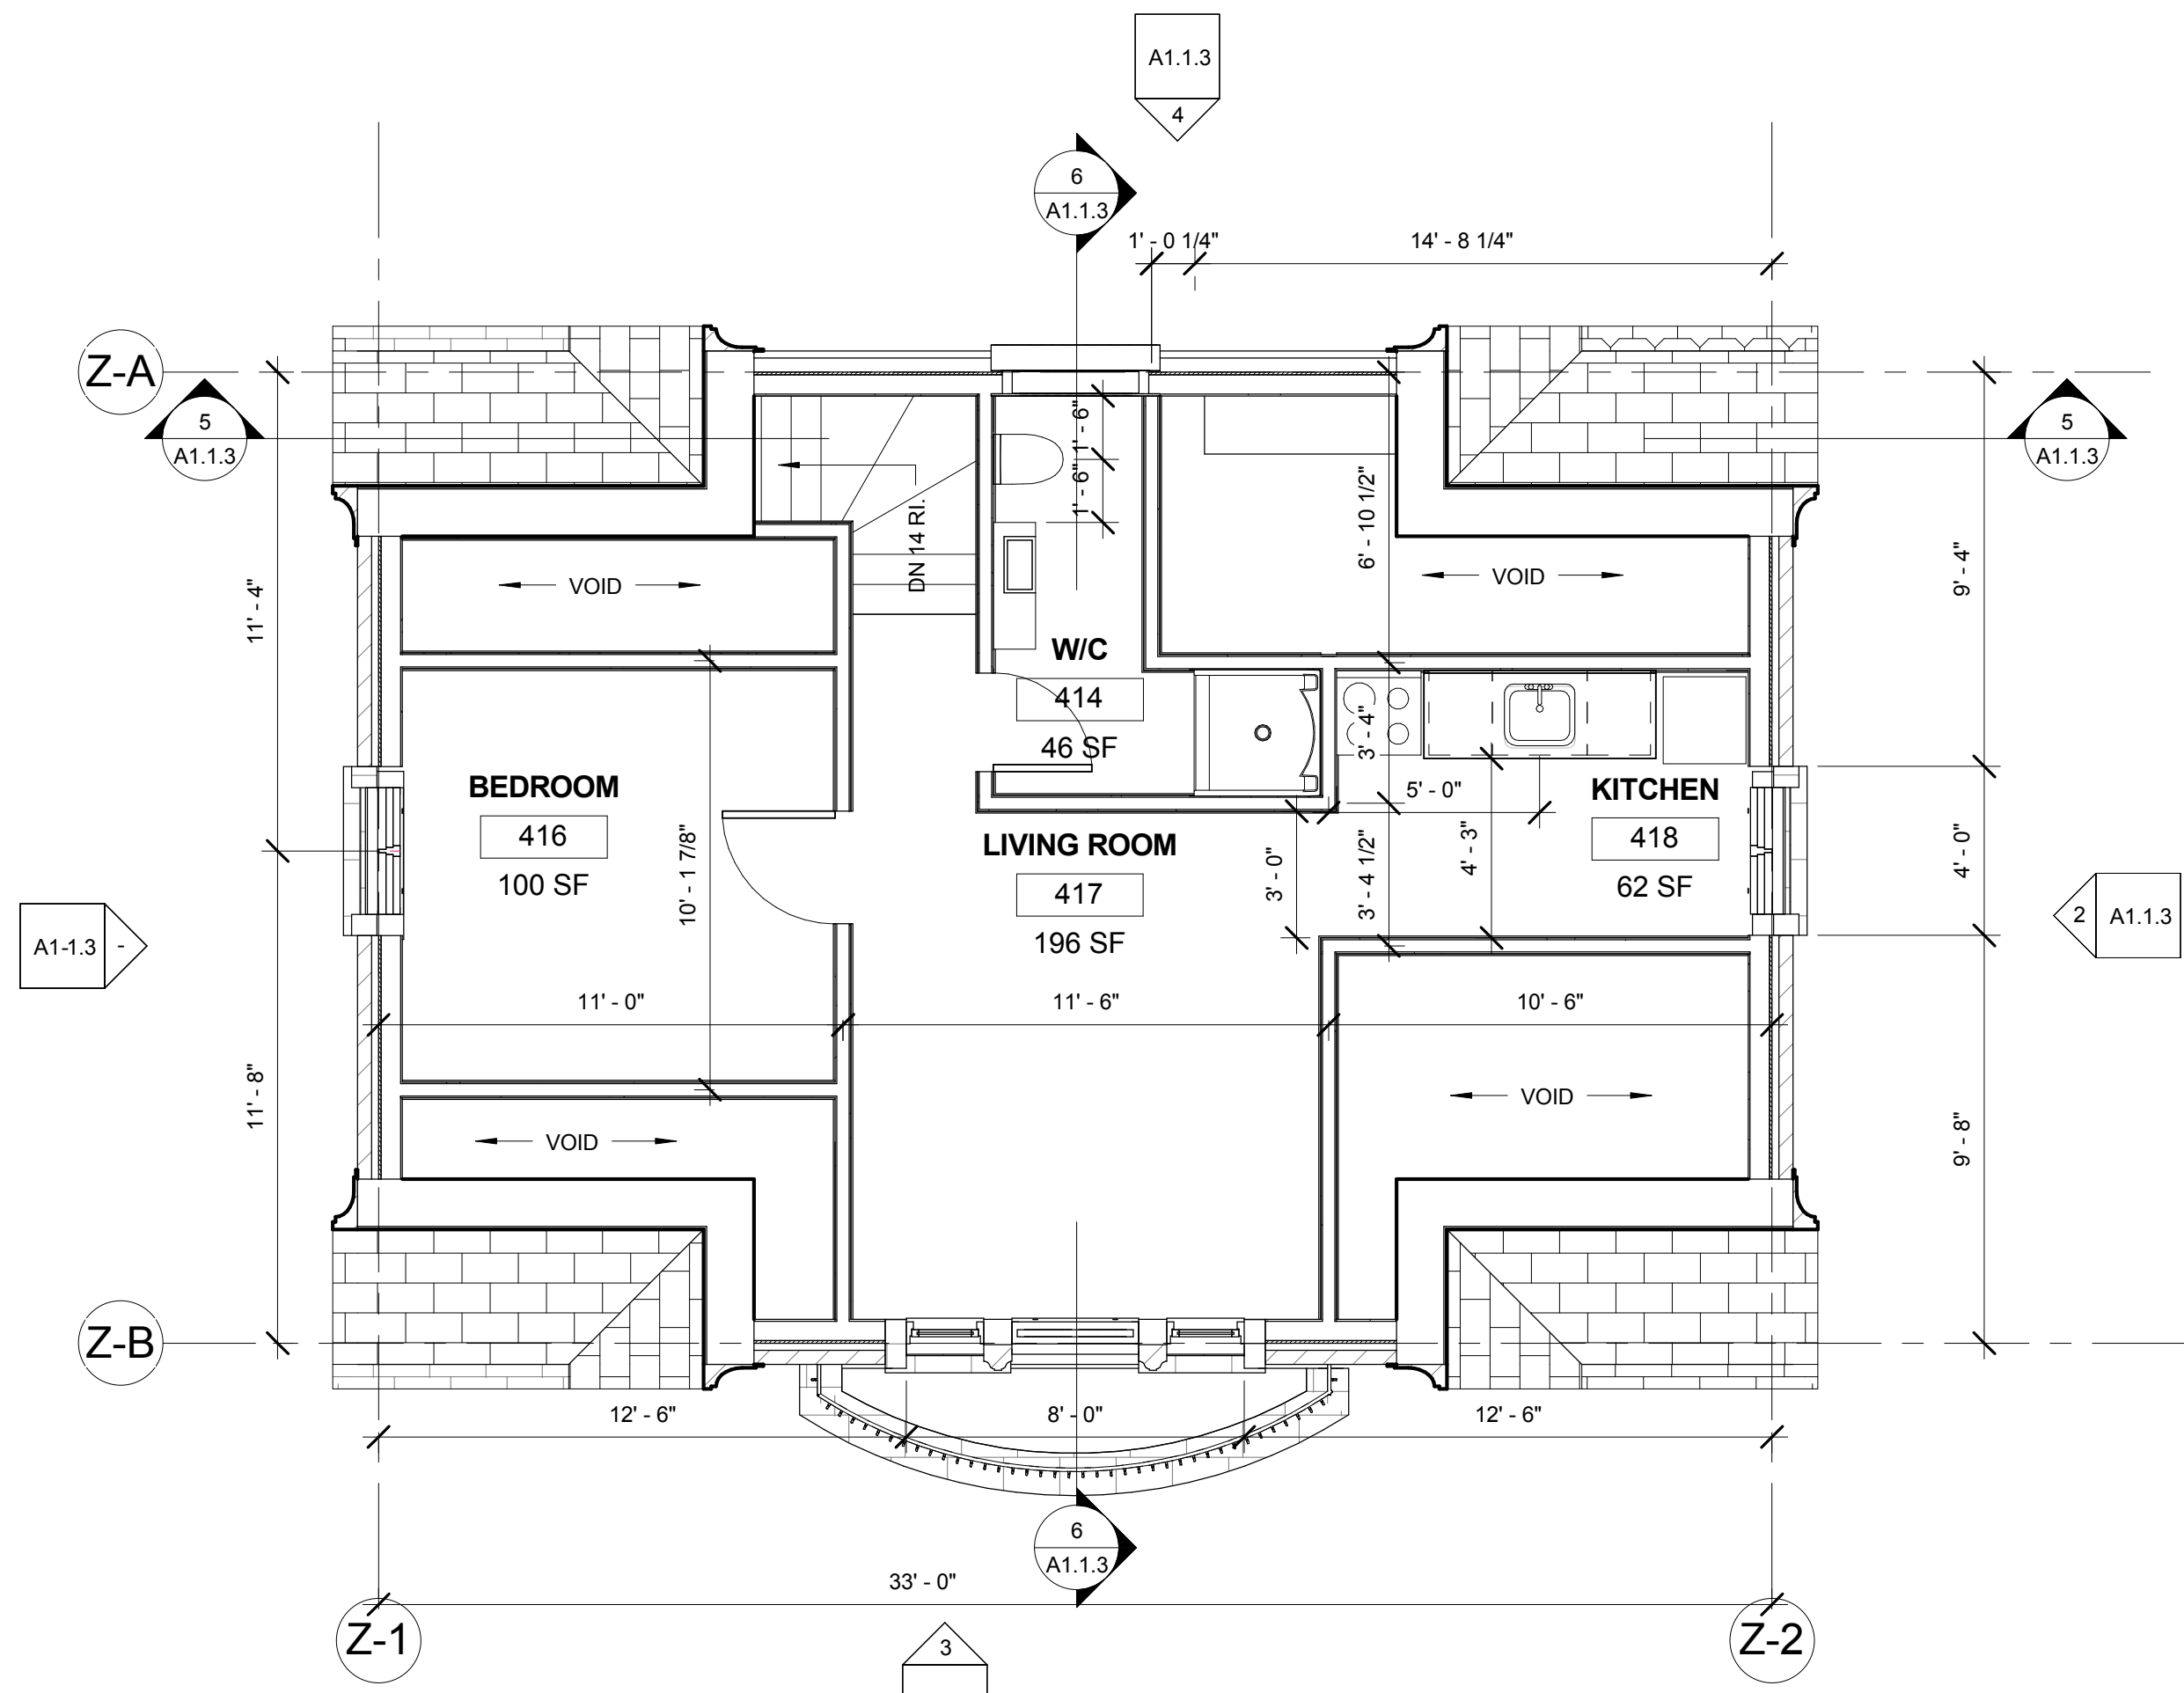 A1.1.3
4
6
A1.1.3
1' - 0 1/4"
14' - 8 1/4"
Z-A
5
A1.1.3
5
A1.1.3
1' - 6"
1' - 6"
DN 14 RI.
6' - 10 1/2"
11' - 4"
9' - 4"
VOID
VOID
W/C
414
46 SF
3' - 4"
BEDROOM
416
100 SF
10' - 1 7/8"
LIVING ROOM
417
196 SF
3' - 0"
3' - 4 1/2"
5' - 0"
4' - 3"
KITCHEN
418
62 SF
4' - 0"
A1-1.3
-
2
A1.1.3
11' - 0"
11' - 6"
10' - 6"
11' - 8"
9' - 8"
VOID
VOID
Z-B
12' - 6"
8' - 0"
12' - 6"
6
A1.1.3
33' - 0"
Z-1
Z-2
3